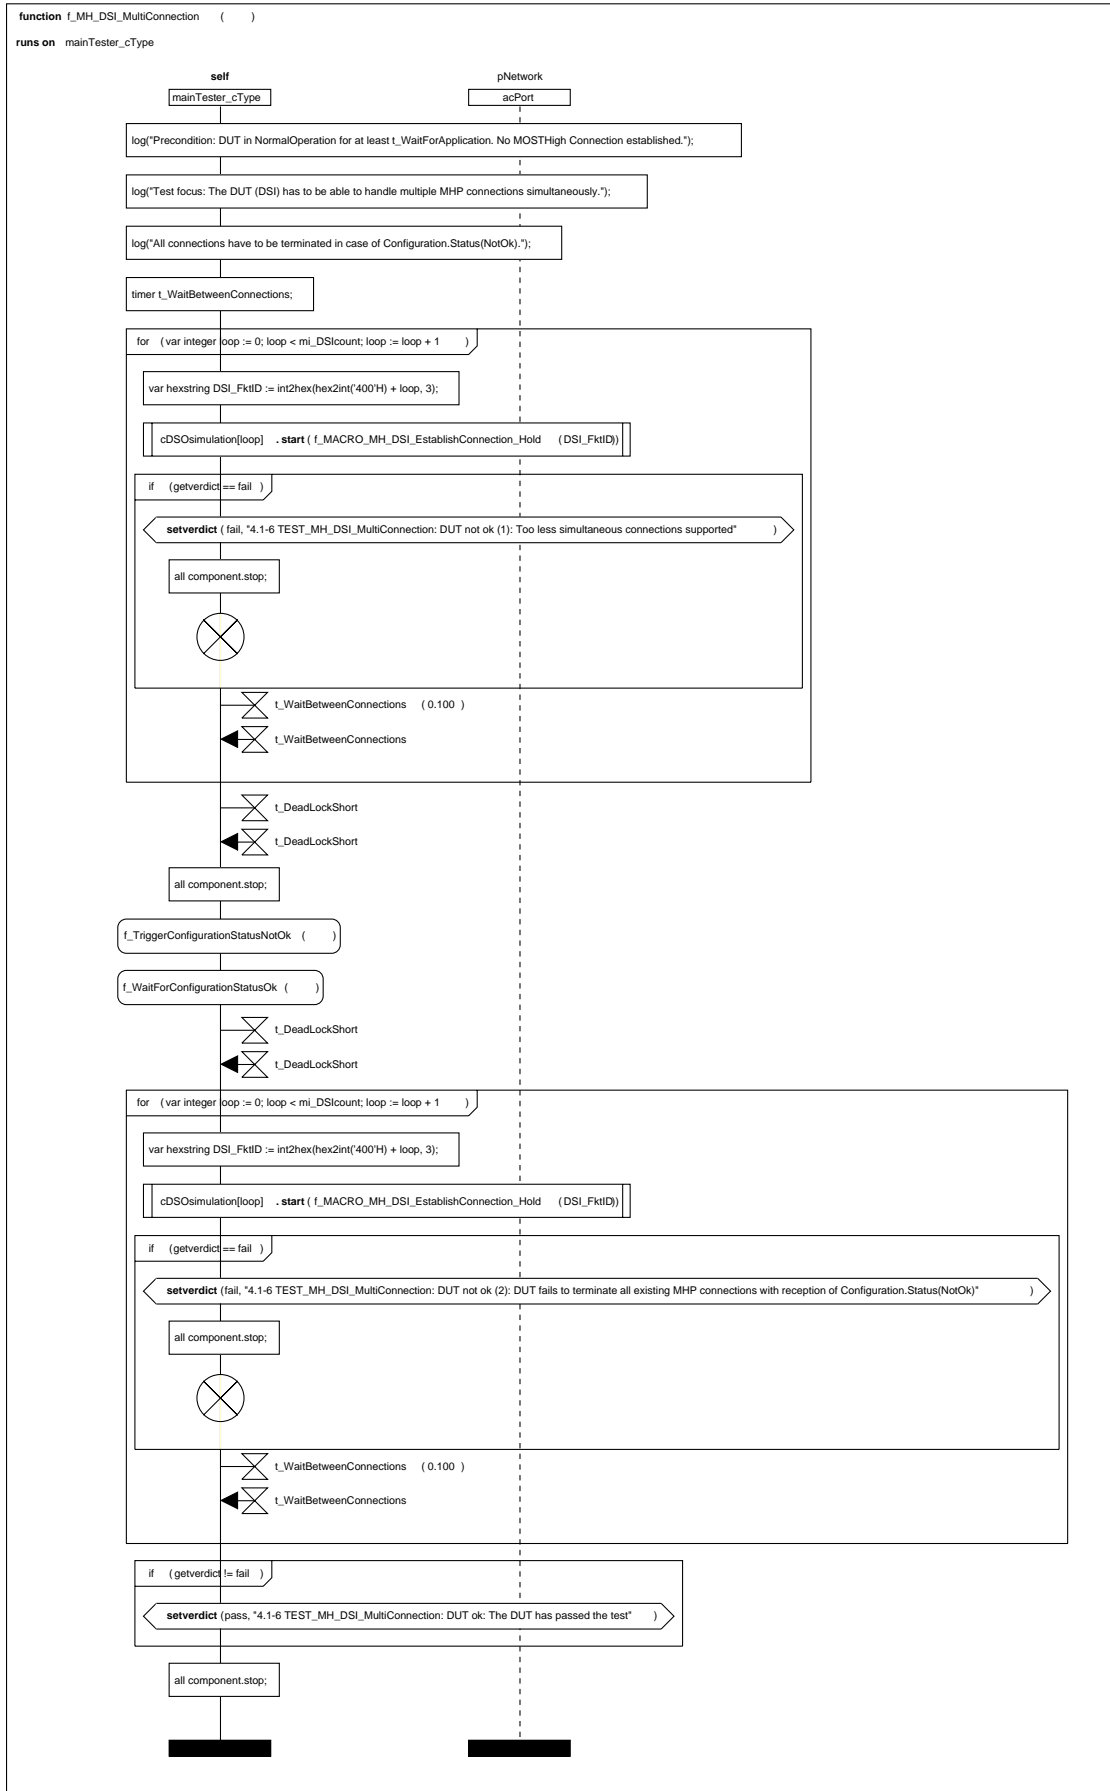 function f_MH_DSI_MultiConnection ( )
runs on mainTester_cType
self pNetwork
mainTester_cType acPort
log("Precondition: DUT in NormalOperation for at least t_WaitForApplication. No MOSTHigh Connection established.");
log("Test focus: The DUT (DSI) has to be able to handle multiple MHP connections simultaneously.");
log("All connections have to be terminated in case of Configuration.Status(NotOk).");
timer t_WaitBetweenConnections;
for (var integer loop := 0; loop < mi_DSIcount; loop := loop + 1 )
var hexstring DSI_FktID := int2hex(hex2int('400'H) + loop, 3);
cDSOsimulation[loop] . start ( f_MACRO_MH_DSI_EstablishConnection_Hold (DSI_FktID))
if (getverdict == fail )
setverdict ( fail, "4.1-6 TEST_MH_DSI_MultiConnection: DUT not ok (1): Too less simultaneous connections supported" )
all component.stop;
t_WaitBetweenConnections ( 0.100 )
t_WaitBetweenConnections
t_DeadLockShort
t_DeadLockShort
all component.stop;
f_TriggerConfigurationStatusNotOk ( )
f_WaitForConfigurationStatusOk ( )
t_DeadLockShort
t_DeadLockShort
for (var integer loop := 0; loop < mi_DSIcount; loop := loop + 1 )
var hexstring DSI_FktID := int2hex(hex2int('400'H) + loop, 3);
cDSOsimulation[loop] . start ( f_MACRO_MH_DSI_EstablishConnection_Hold (DSI_FktID))
if (getverdict == fail )
setverdict (fail, "4.1-6 TEST_MH_DSI_MultiConnection: DUT not ok (2): DUT fails to terminate all existing MHP connections with reception of Configuration.Status(NotOk)" )
all component.stop;
t_WaitBetweenConnections ( 0.100 )
t_WaitBetweenConnections
if ( getverdict != fail )
setverdict (pass, "4.1-6 TEST_MH_DSI_MultiConnection: DUT ok: The DUT has passed the test" )
all component.stop;